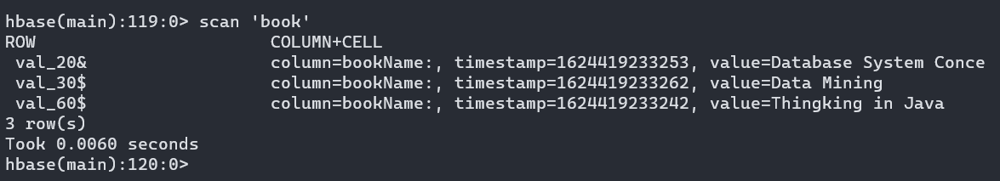 hbase(main):119:0> scan 'book'
ROW COLUMN+CELL
val_20& column=bookName:, timestamp=1624419233253, value=Database System Conce
val_30$ column=bookName:, timestamp=1624419233262, value=Data Mining
val_60$ column=bookName:, timestamp=1624419233242, value=Thingking in Java
3 row(s)
Took 0.0060 seconds
hbase(main):120:0>